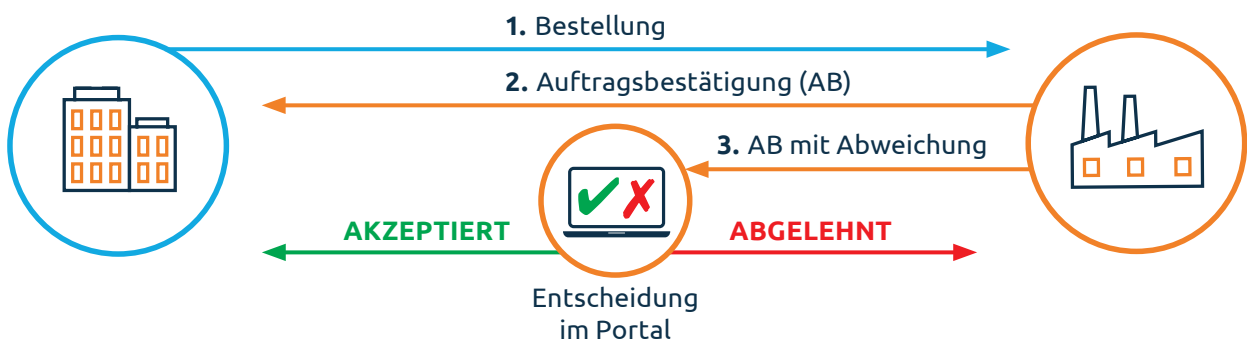 1. Bestellung
2. Auftragsbestätigung (AB)
3. AB mit Abweichung
AKZEPTIERT
ABGELEHNT
Entscheidung
im Portal